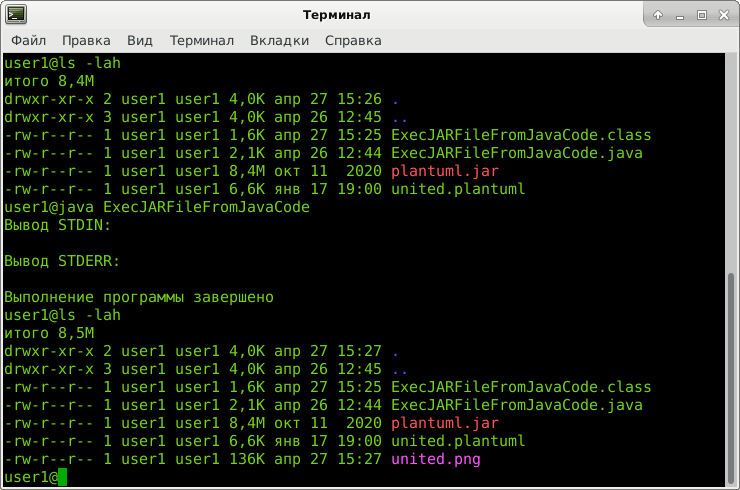 Терминал
Файл Правка Вид Терминал Вкладки Справка
user1@ls -lah
итого 8,4M
drwxr-xr-x 2 user1 user1 4,0K апр 27 15:26 .
drwxr-xr-x 3 user1 user1 4,0K апр 26 12:45 ..
-rw-r--r-- 1 user1 user1 1,6K апр 27 15:25 ExecJARFileFromJavaCode.class
-rw-r--r-- 1 user1 user1 2,1K апр 26 12:44 ExecJARFileFromJavaCode.java
-rw-r--r-- 1 user1 user1 8,4M окт 11  2020 plantuml.jar
-rw-r--r-- 1 user1 user1 6,6K янв 17 19:00 united.plantuml
user1@java ExecJARFileFromJavaCode
Вывод STDIN:
Вывод STDERR:
Выполнение программы завершено
user1@ls -lah
итого 8,5M
drwxr-xr-x 2 user1 user1 4,0K апр 27 15:27 .
drwxr-xr-x 3 user1 user1 4,0K апр 26 12:45 ..
-rw-r--r-- 1 user1 user1 1,6K апр 27 15:25 ExecJARFileFromJavaCode.class
-rw-r--r-- 1 user1 user1 2,1K апр 26 12:44 ExecJARFileFromJavaCode.java
-rw-r--r-- 1 user1 user1 8,4M окт 11  2020 plantuml.jar
-rw-r--r-- 1 user1 user1 6,6K янв 17 19:00 united.plantuml
-rw-r--r-- 1 user1 user1 136K апр 27 15:27 united.png
user1@